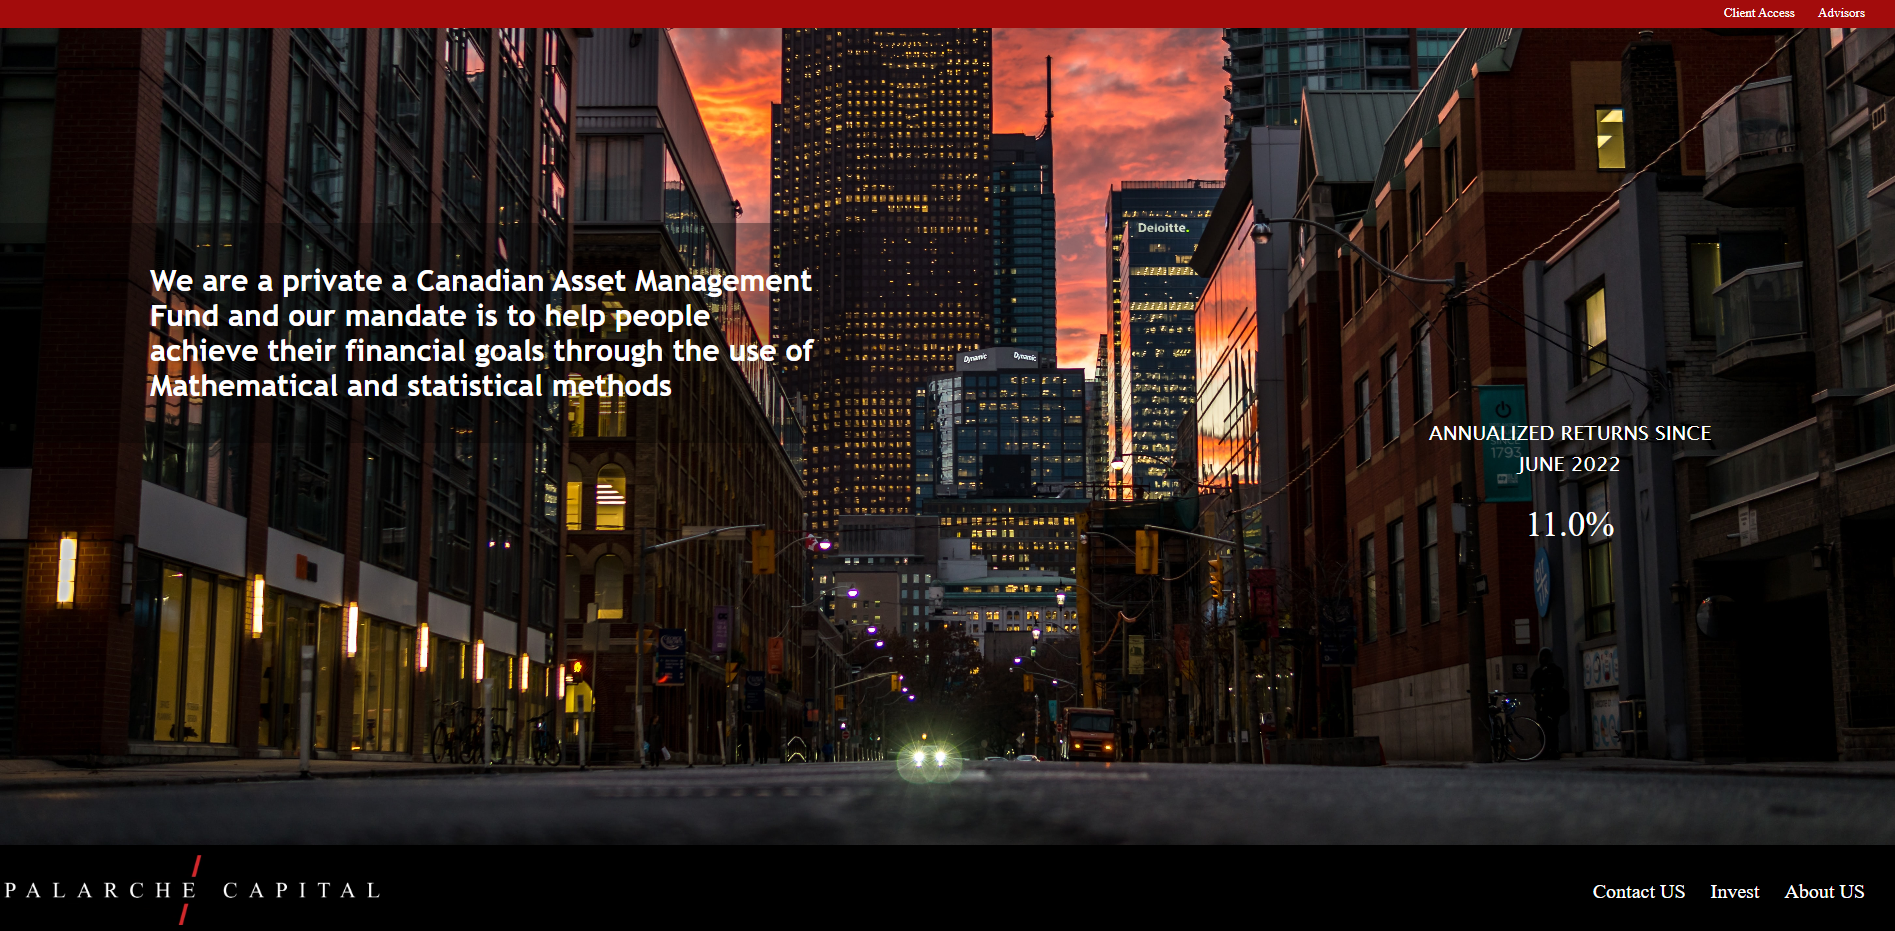 Client Access Advisors
Deloitte.
We are a private a Canadian Asset Management
Fund and our mandate is to help people
achieve their financial goals through the use of
Mathematical and statistical methods
Dynamic Dynamic
ANNUALIZED RETURNS SINCE
1793
JUNE 2022
11.0%
PALARCHE CAPITAL
Contact US Invest About US